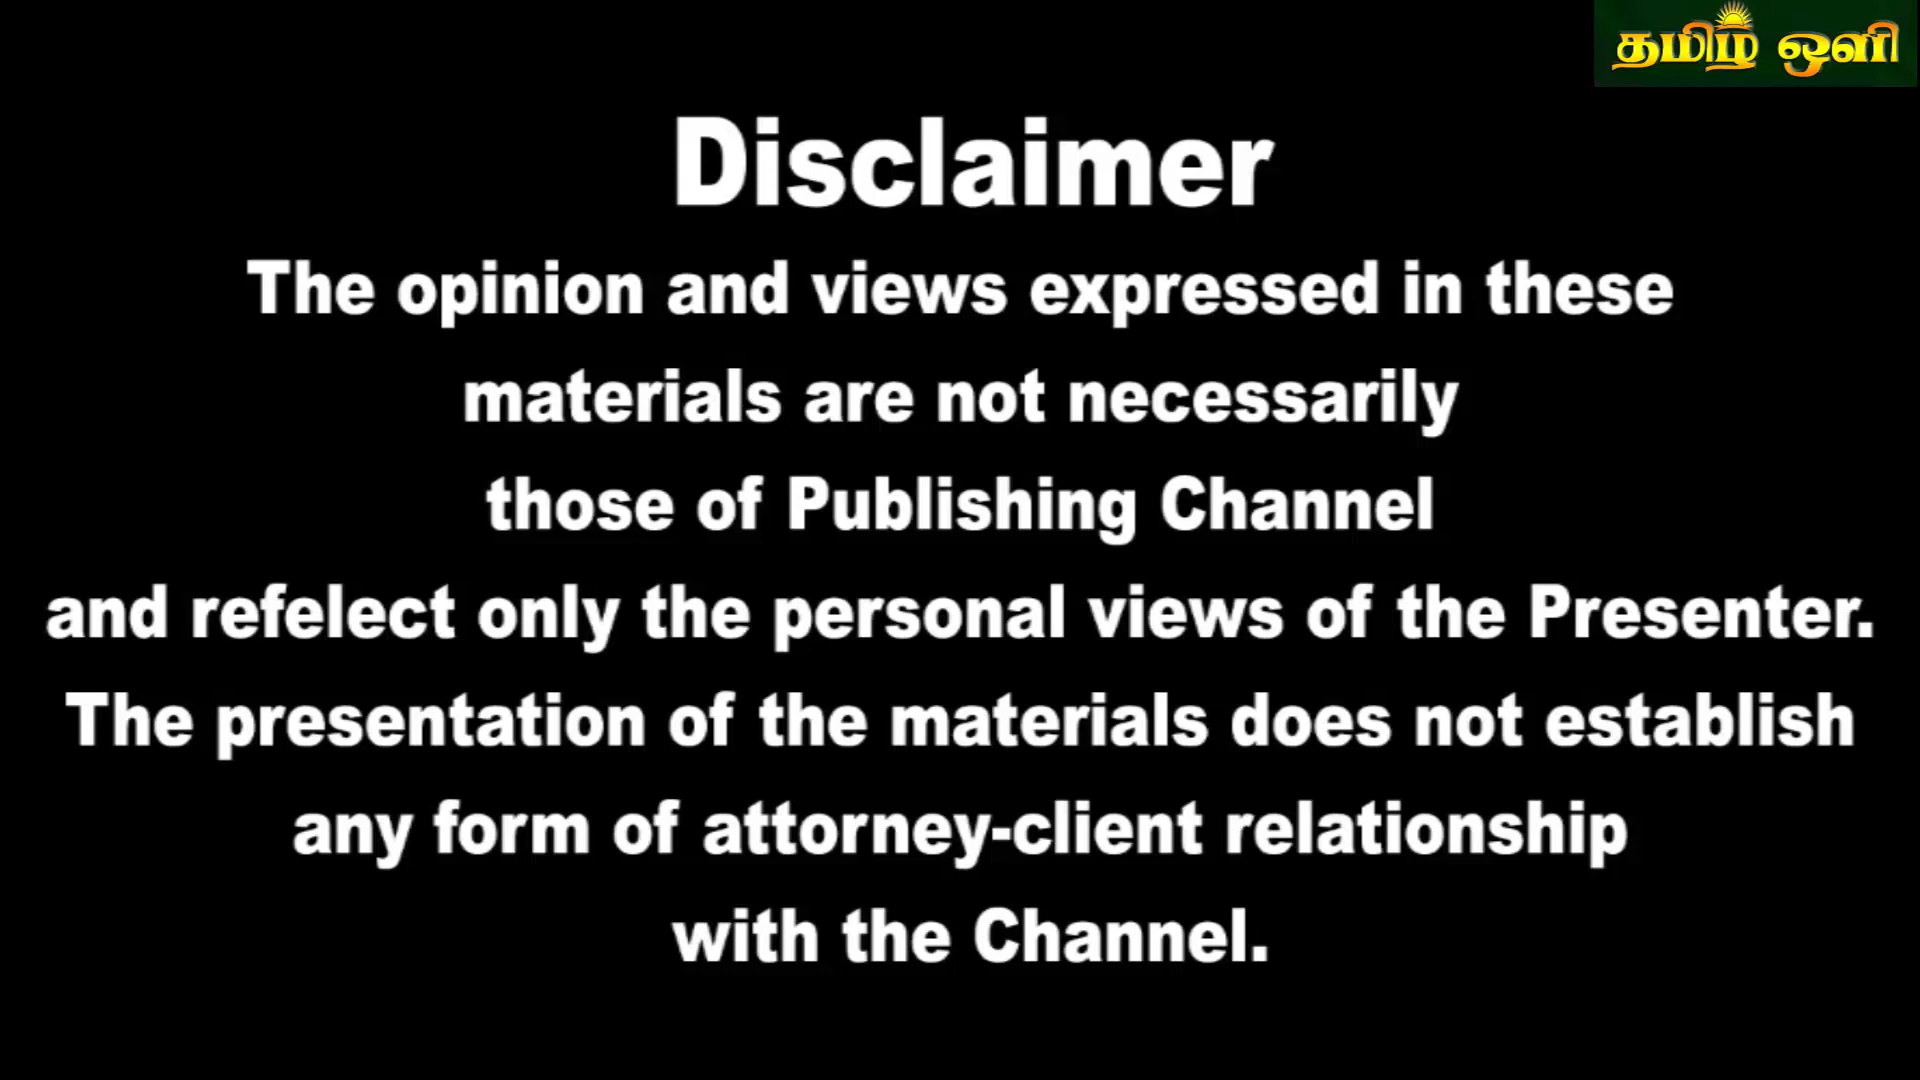 தமிழ் ஒளி
Disclaimer
The opinion and views expressed in these
materials are not necessarily
those of Publishing Channel
and refelect only the personal views of the Presenter.
The presentation of the materials does not establish
any form of attorney-client relationship
with the Channel.